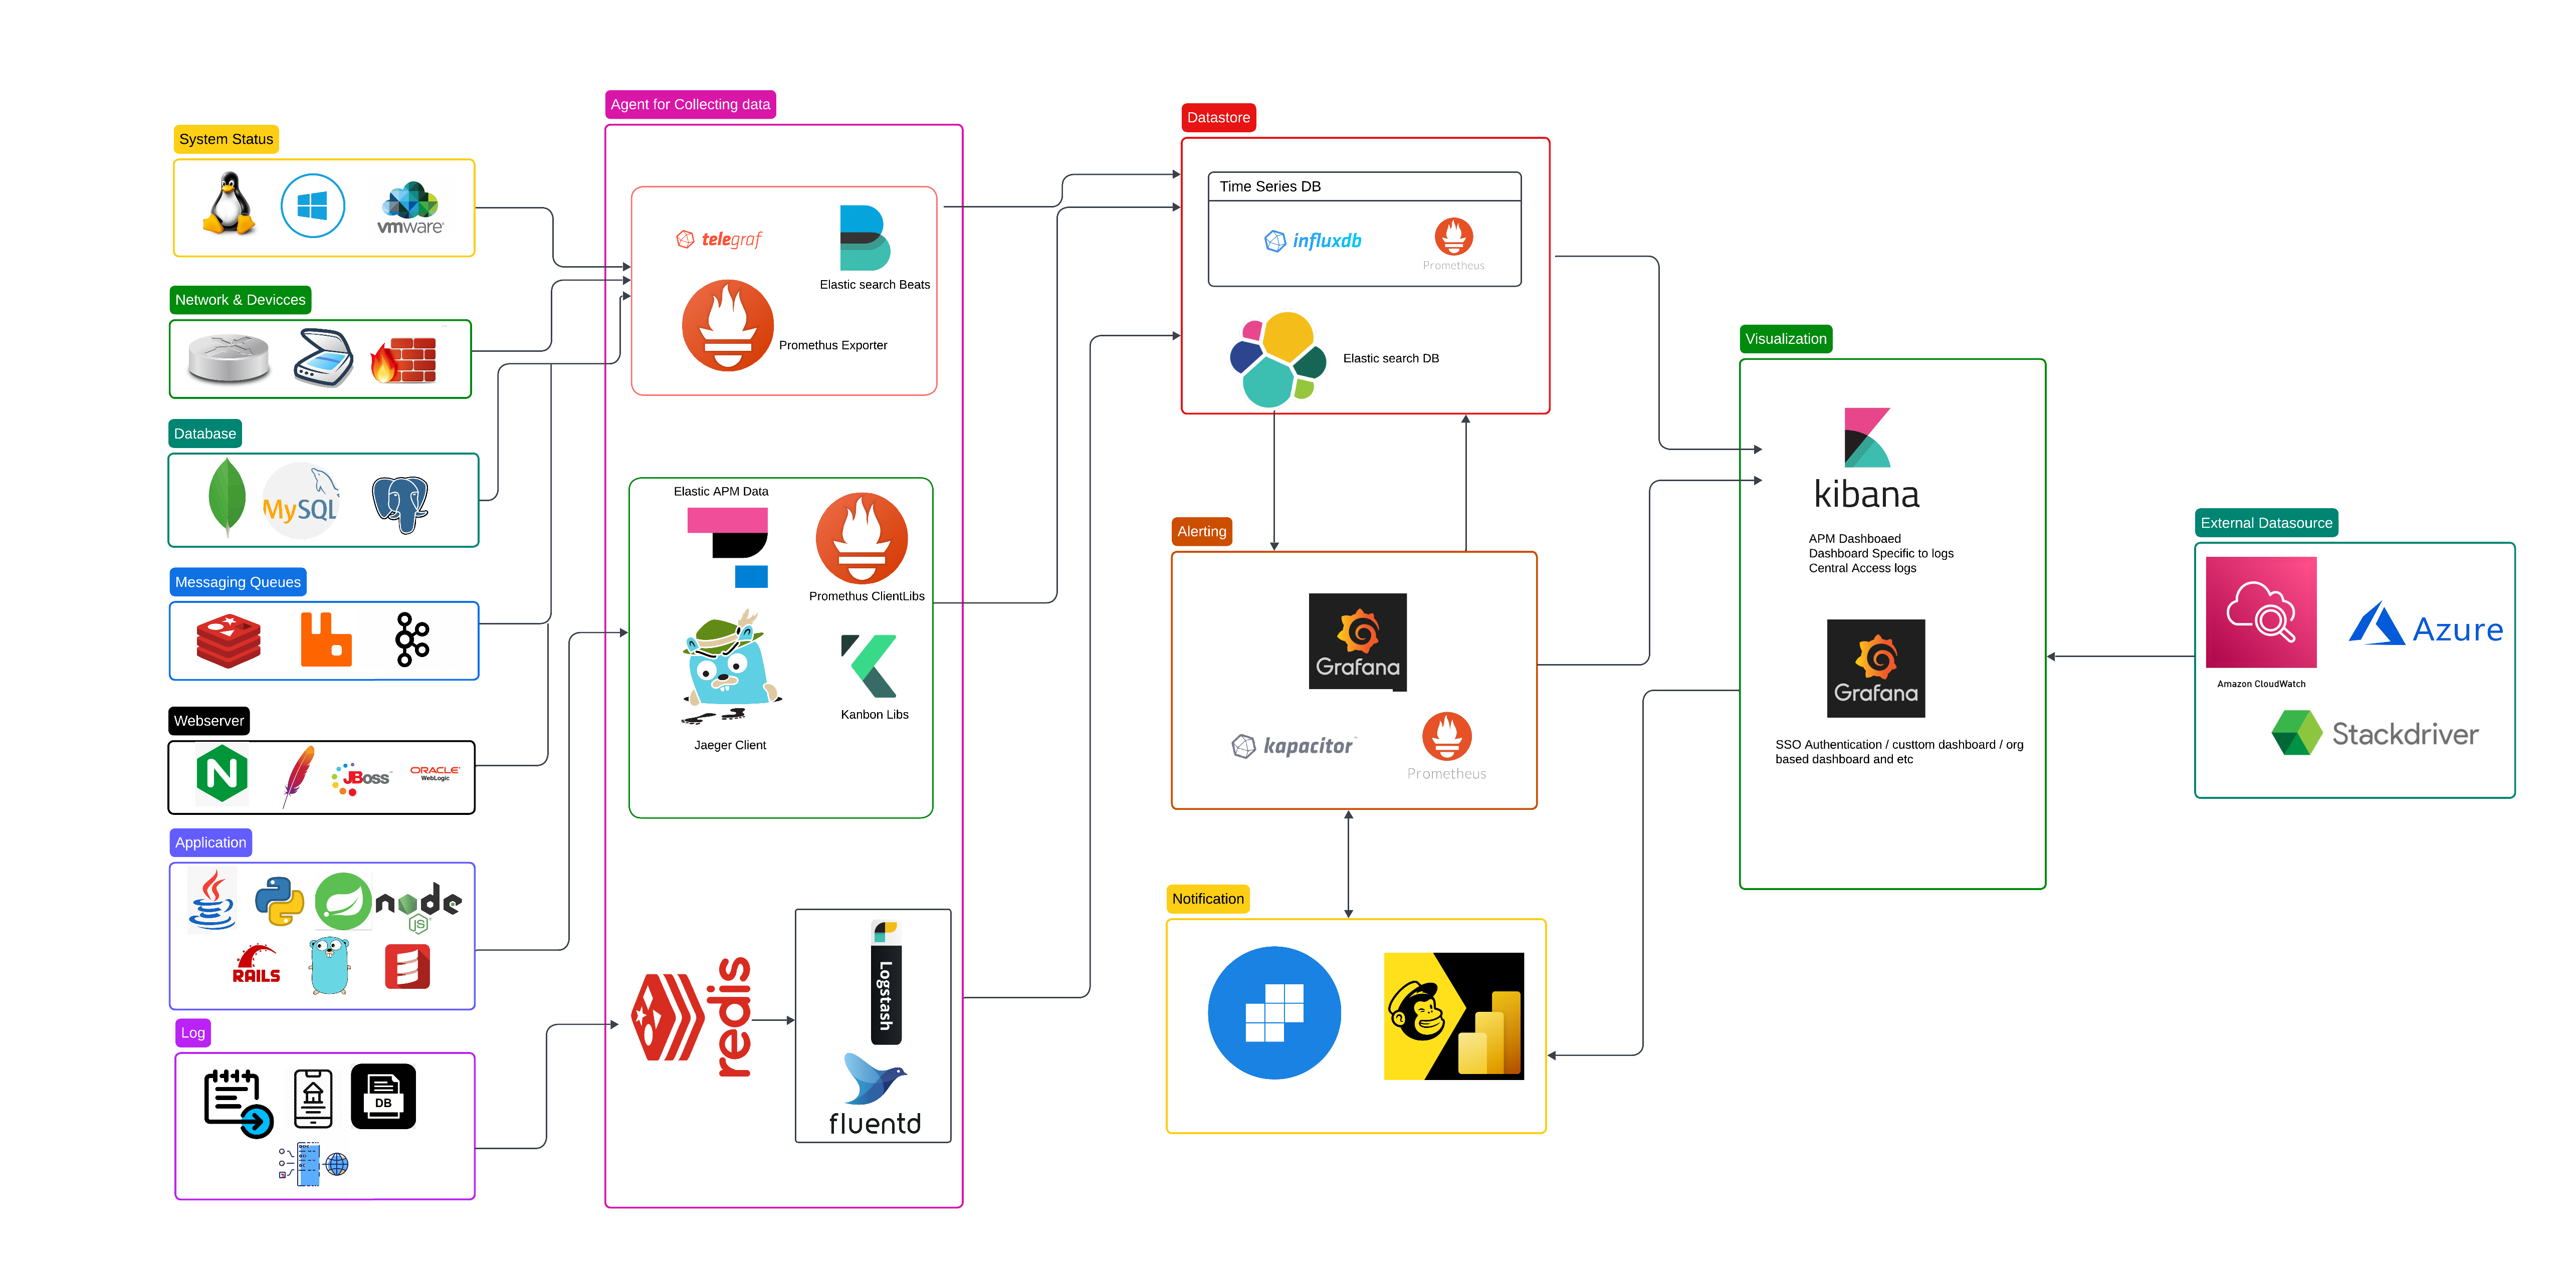 System Status
vmware
Network & Devicces
Database
MySQL
Messaging Queues
Webserver
N
JBoss
ORACLE
WebLogic
Application
node
JS
RAILS
Log
DB
Agent for Collecting data
telegraf
Elastic search Beats
Promethus Exporter
Elastic APM Data
Promethus ClientLibs
Jaeger Client
Kanbon Libs
redis
Logstash
fluentd
Datastore
Time Series DB
influxdb
Prometheus
Elastic search DB
Alerting
Grafana
kapacitor
Prometheus
Notification
Visualization
kibana
APM Dashboaed
Dashboard Specific to logs
Central Access logs
Grafana
SSO Authentication / custtom dashboard / org
based dashboard and etc
External Datasource
Amazon CloudWatch
Azure
Stackdriver